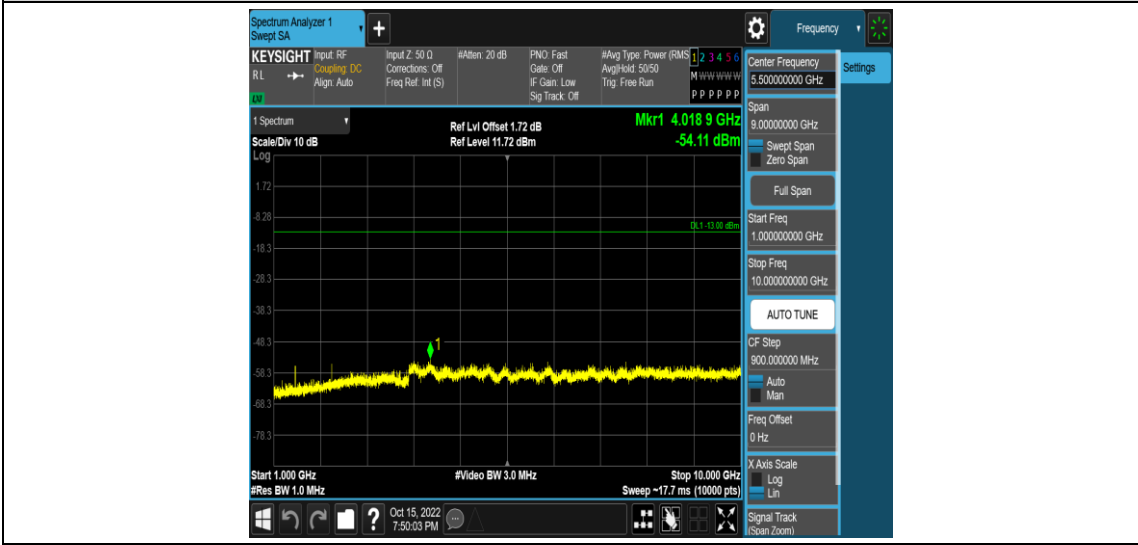 Spectrum Analyzer 1
Swept SA
+
Frequency
KEYSIGHT
RL
Input: RF
Coupling: DC
Align: Auto
Input Z: 50 Ω
Corrections: Off
Freq Ref: Int (S)
#Atten: 20 dB
PNO: Fast
Gate: Off
IF Gain: Low
Sig Track: Off
#Avg Type: Power (RMS
Avg|Hold: 50/50
Trig: Free Run
1 2 3 4 5 6
M W W W W W
P P P P P P
1 Spectrum
Scale/Div 10 dB
Log
Ref Lvl Offset 1.72 dB
Ref Level 11.72 dBm
Mkr1 4.018 9 GHz
-54.11 dBm
1.72
-8.28
-18.3
-28.3
-38.3
-48.3
-58.3
-68.3
-78.3
DL1 -13.00 dBm
1
Start 1.000 GHz
#Res BW 1.0 MHz
#Video BW 3.0 MHz
Stop 10.000 GHz
Sweep ~17.7 ms (10000 pts)
?
Oct 15, 2022
7:50:03 PM
Settings
Center Frequency
5.500000000 GHz
Span
9.00000000 GHz
Swept Span
Zero Span
Full Span
Start Freq
1.000000000 GHz
Stop Freq
10.000000000 GHz
AUTO TUNE
CF Step
900.000000 MHz
Auto
Man
Freq Offset
0 Hz
X Axis Scale
Log
Lin
Signal Track
(Span Zoom)